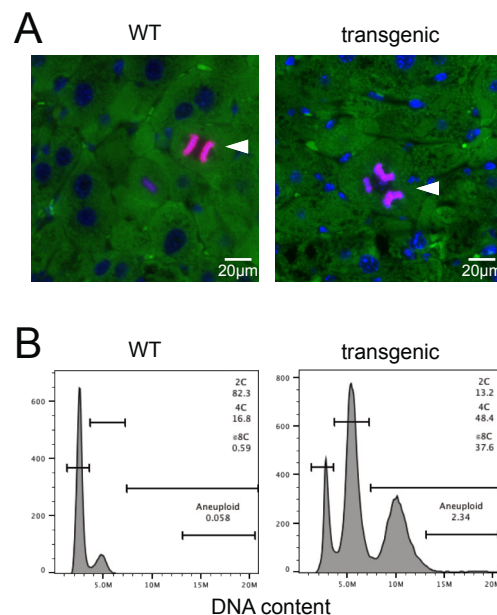 A
WT
transgenic
20µm
20µm
B
WT
transgenic
600
400
200
0
2C
82.3
4C
16.8
≥8C
0.59
Aneuploid
0.058
5.0M
10M
15M
20M
800
600
400
200
0
2C
13.2
4C
48.4
≥8C
37.6
Aneuploid
2.34
5.0M
10M
15M
20M
DNA content